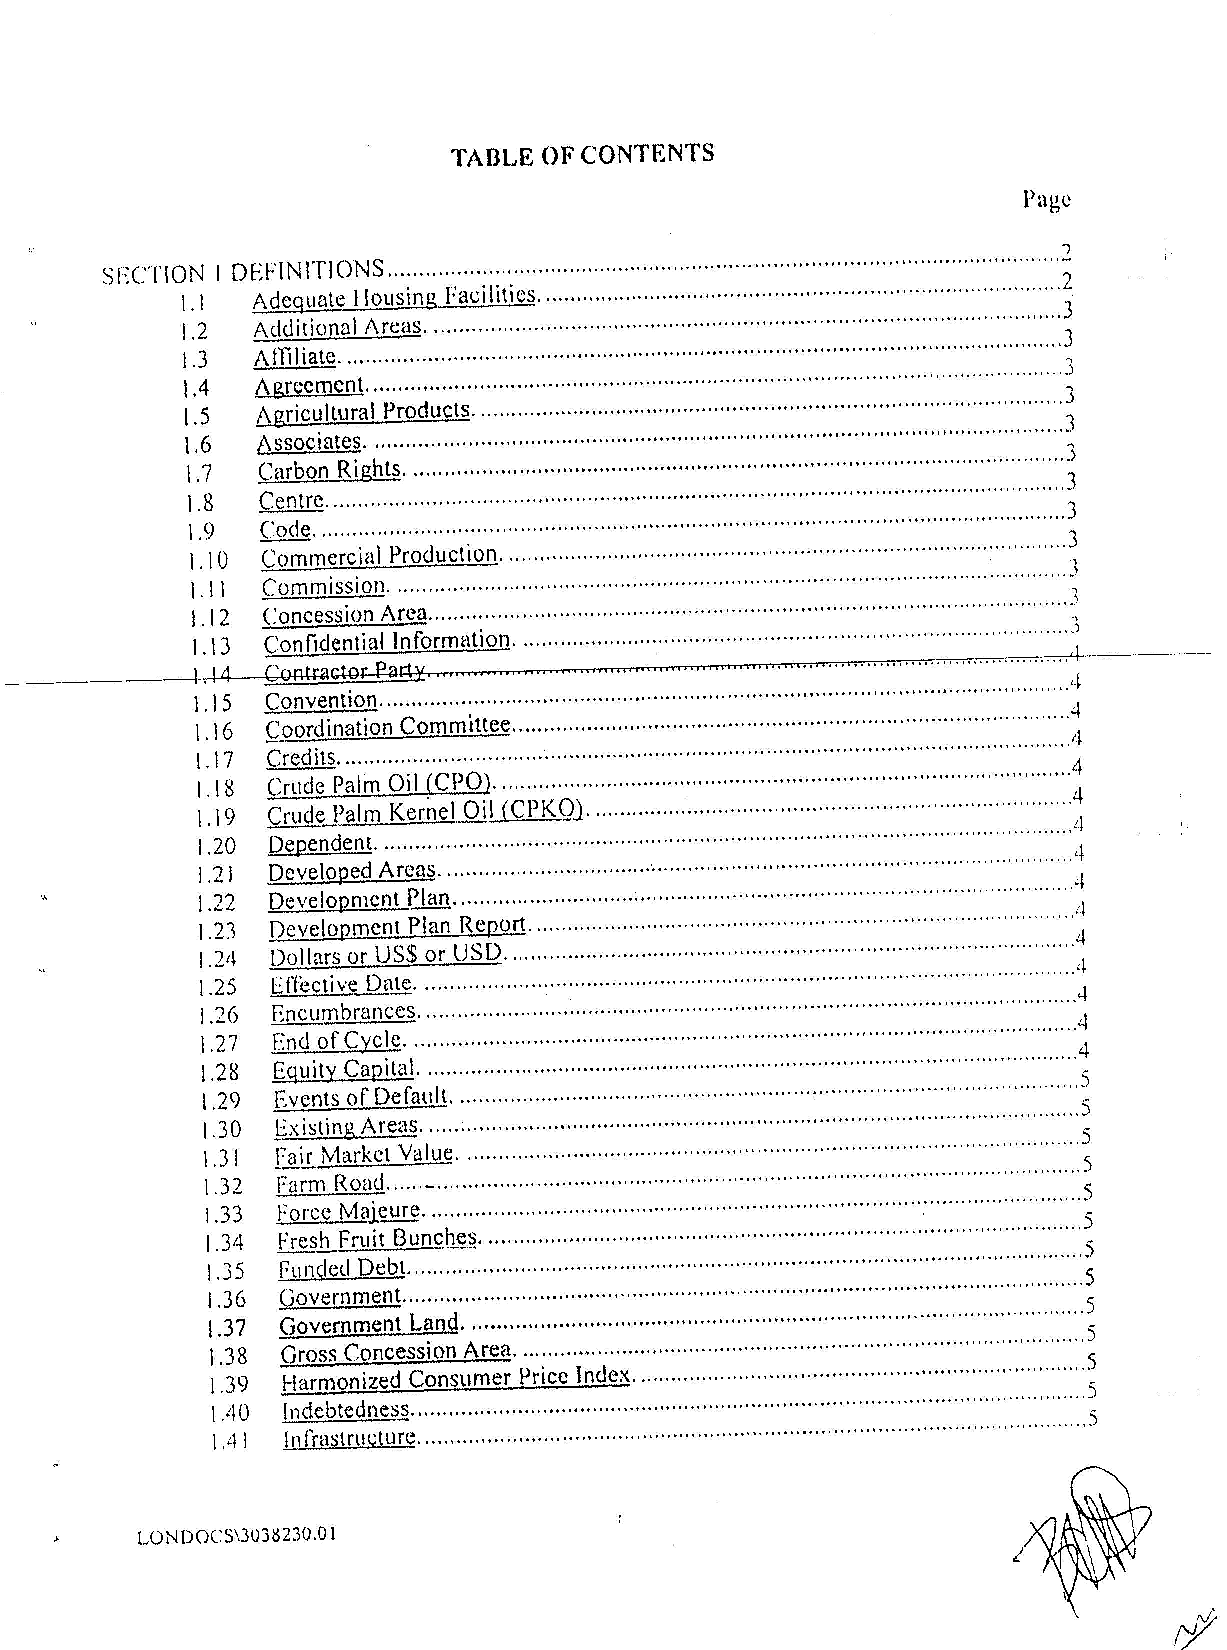 TABLE OF CONTENTS
Page
SECTION 1 DEFINITIONS 2
1.1 Adequate Housing Facilities. 2
1.2 Additional Areas. 3
1.3 Affiliate. 3
1.4 Agreement 3
1.5 Agricultural Products. 3
1.6 Associates. 3
1.7 Carbon Rights. 3
1.8 Centre 3
1.9 Code. 3
1.10 Commercial Production. 3
1.11 Commission. 3
1.12 Concession Area 3
1.13 Confidential Information. 3
1.14 Contractor Party 4
1.15 Convention 4
1.16 Coordination Committee 4
1.17 Credits 4
1.18 Crude Palm Oil (CPO). 4
1.19 Crude Palm Kernel Oil (CPKO). 4
1.20 Dependent. 4
1.21 Developed Areas. 4
1.22 Development Plan 4
1.23 Development Plan Report. 4
1.24 Dollars or US$ or USD. 4
1.25 Effective Date. 4
1.26 Encumbrances. 4
1.27 End of Cycle. 4
1.28 Equity Capital. 4
1.29 Events of Default. 5
1.30 Existing Areas. 5
1.31 Fair Market Value. 5
1.32 Farm Road 5
1.33 Force Majeure. 5
1.34 Fresh Fruit Bunches. 5
1.35 Funded Debt 5
1.36 Government 5
1.37 Government Land. 5
1.38 Gross Concession Area. 5
1.39 Harmonized Consumer Price Index. 5
1.40 Indebtedness 5
1.41 Infrastructure 5
LONDOCS\3038230.01